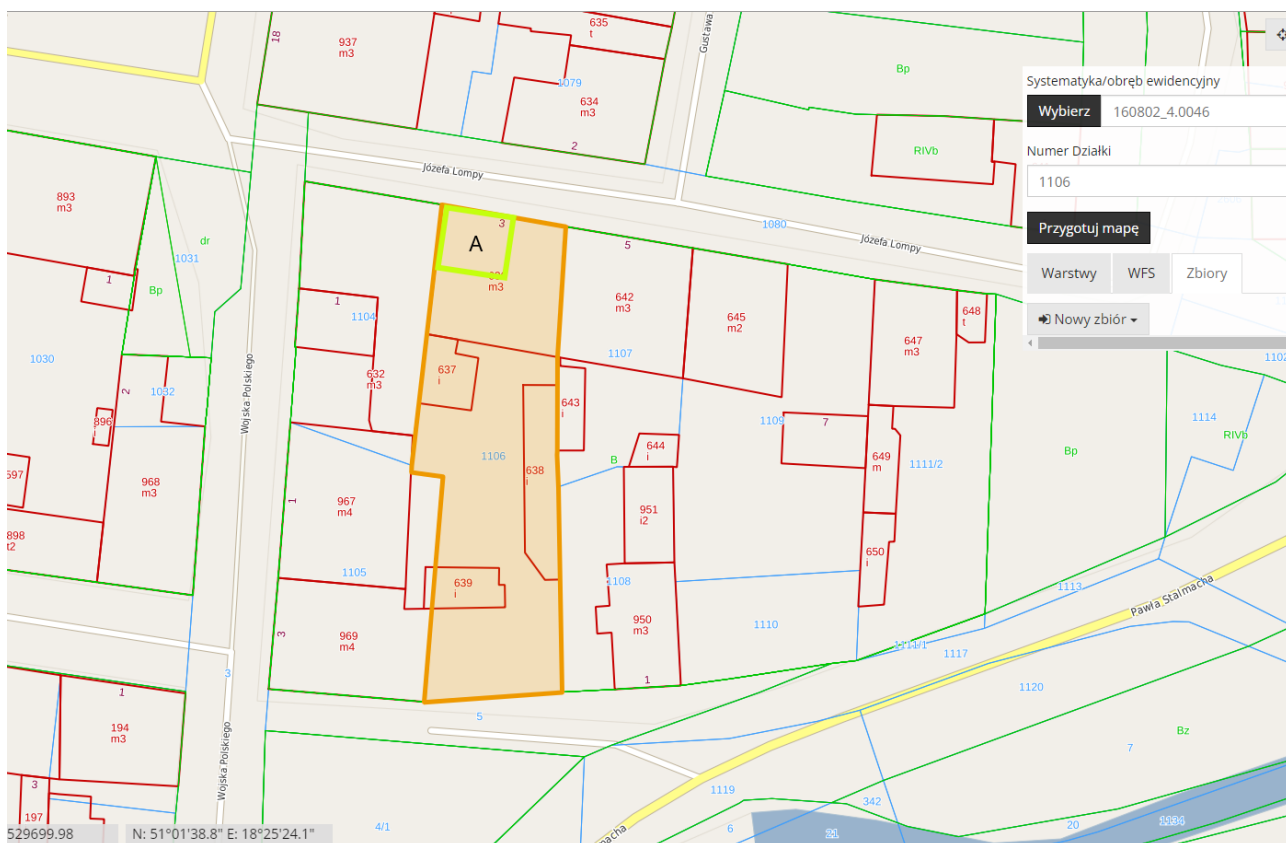 635
t
18
937
m3
Gustawa
1079
634
m3
2
Bp
Systematyka/obręb ewidencyjny
Wybierz
160802_4.0046
Numer Działki
1106
Przygotuj mapę
Warstwy
WFS
Zbiory
Nowy zbiór
RIVb
Józefa Lompy
893
m3
3
A
m3
1080
Józefa Lompy
dr
1031
Bp
1
5
642
m3
645
m2
648
t
647
m3
1
1104
1107
1102
1030
2
1032
Wojska Polskiego
632
m3
637
i
643
i
1109
7
1114
RIVb
896
644
i
B
1106
638
i
649
m
1111/2
Bp
697
968
m3
1
967
m4
951
i2
898
t2
650
i
1105
639
i
1108
1113
Pawła Stalmacha
3
969
m4
950
m3
1110
1111/1
1117
3
1
1
1120
194
m3
5
Wojska Polskiego
Bz
7
3
197
1119
342
4/1
6
21
20
1134
macha
529699.98
N: 51°01'38.8" E: 18°25'24.1"